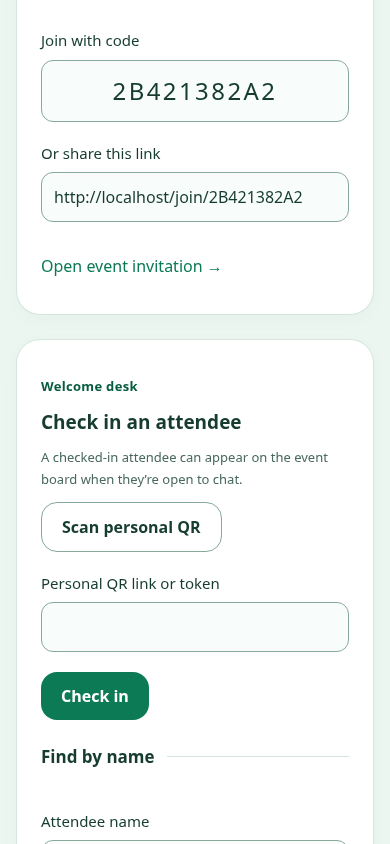 Join with code
2B421382A2
Or share this link
http://localhost/join/2B421382A2
Open event invitation →
Welcome desk
Check in an attendee
A checked-in attendee can appear on the event
board when they’re open to chat.
Scan personal QR
Personal QR link or token
Check in
Find by name
Attendee name